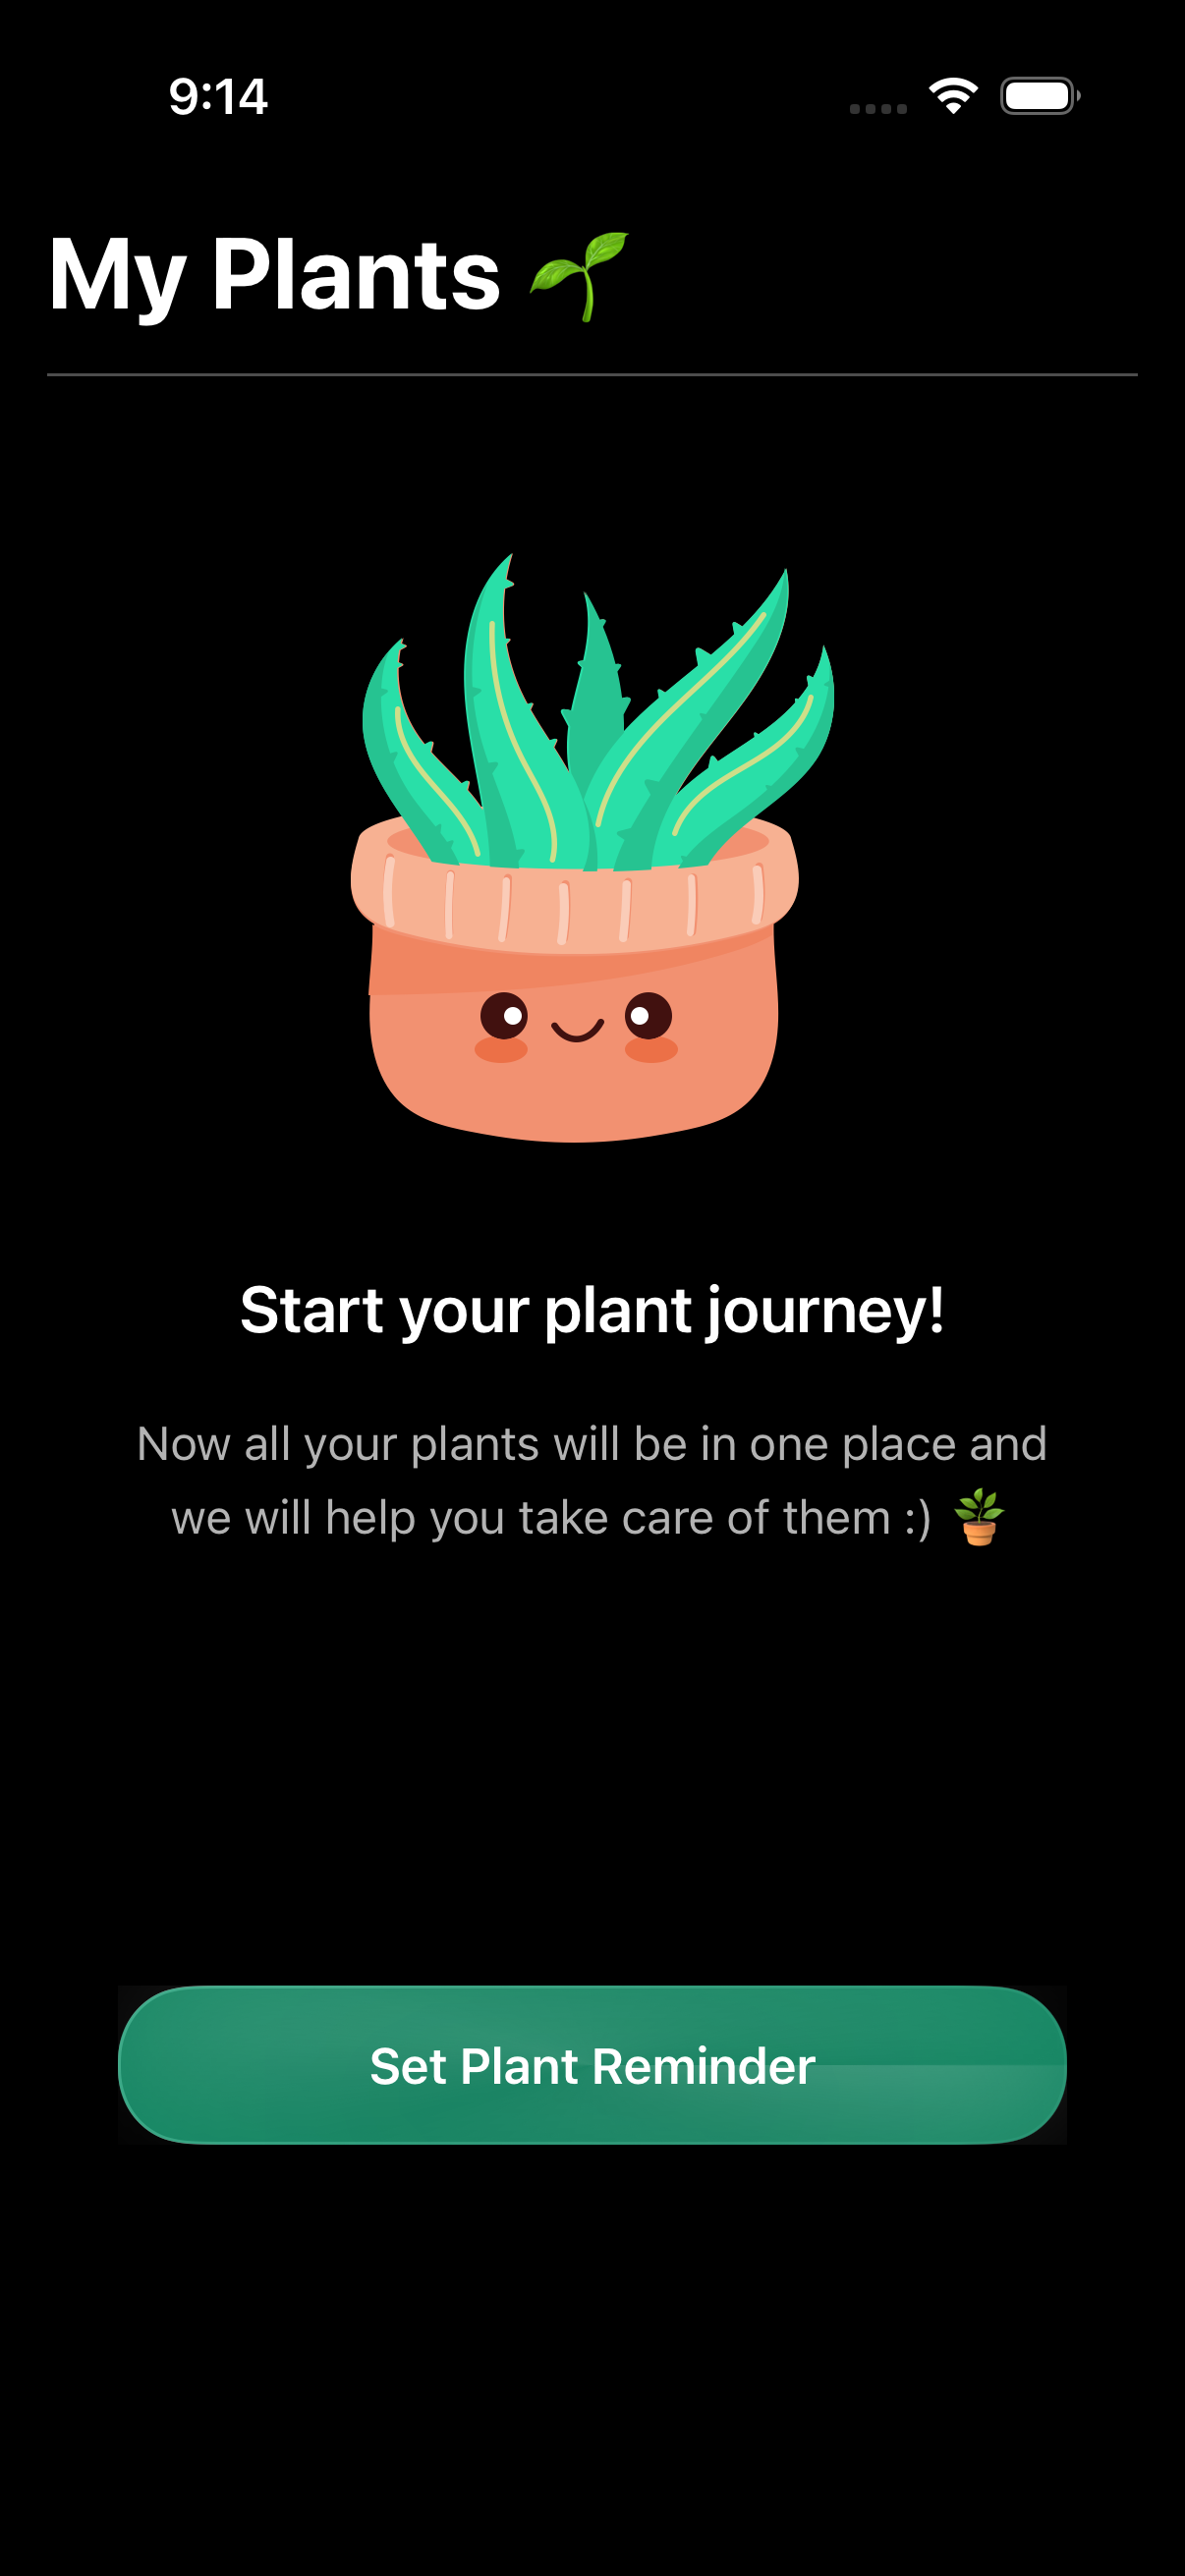 9:14
My Plants 🌱
Start your plant journey!
Now all your plants will be in one place and
we will help you take care of them :) 🪴
Set Plant Reminder